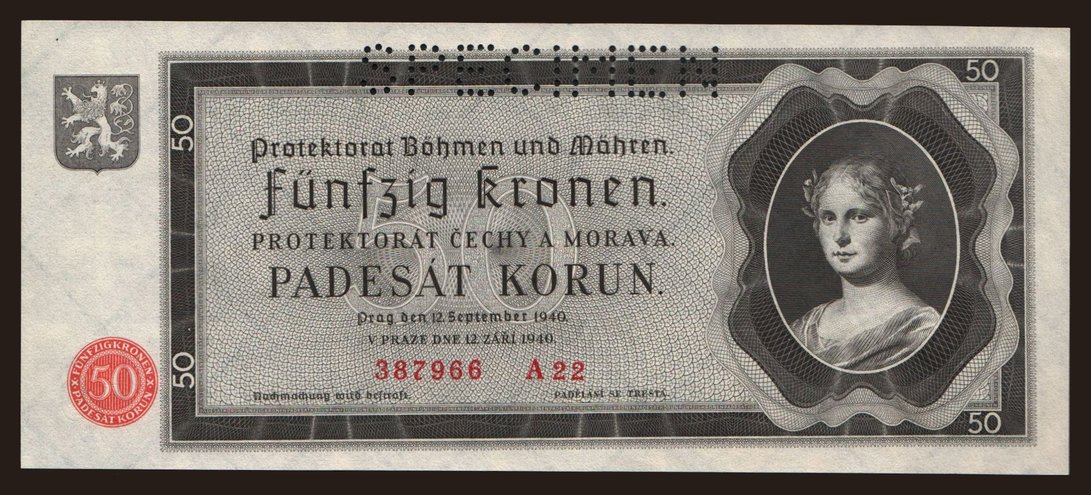 SPECIMEN
50
50
Protektorat Böhmen und Mähren.
Fünfzig Kronen.
PROTEKTORÁT ČECHY A MORAVA.
PADESÁT KORUN.
Prag den 12. September 1940.
V PRAZE DNE 12. ZÁŘÍ 1940.
387966 A 22
Nachmachung wird bestraft.
PADĚLÁNÍ SE TRESTÁ.
50
50
FÜNFZIG KRONEN
50
PADESÁT KORUN
50